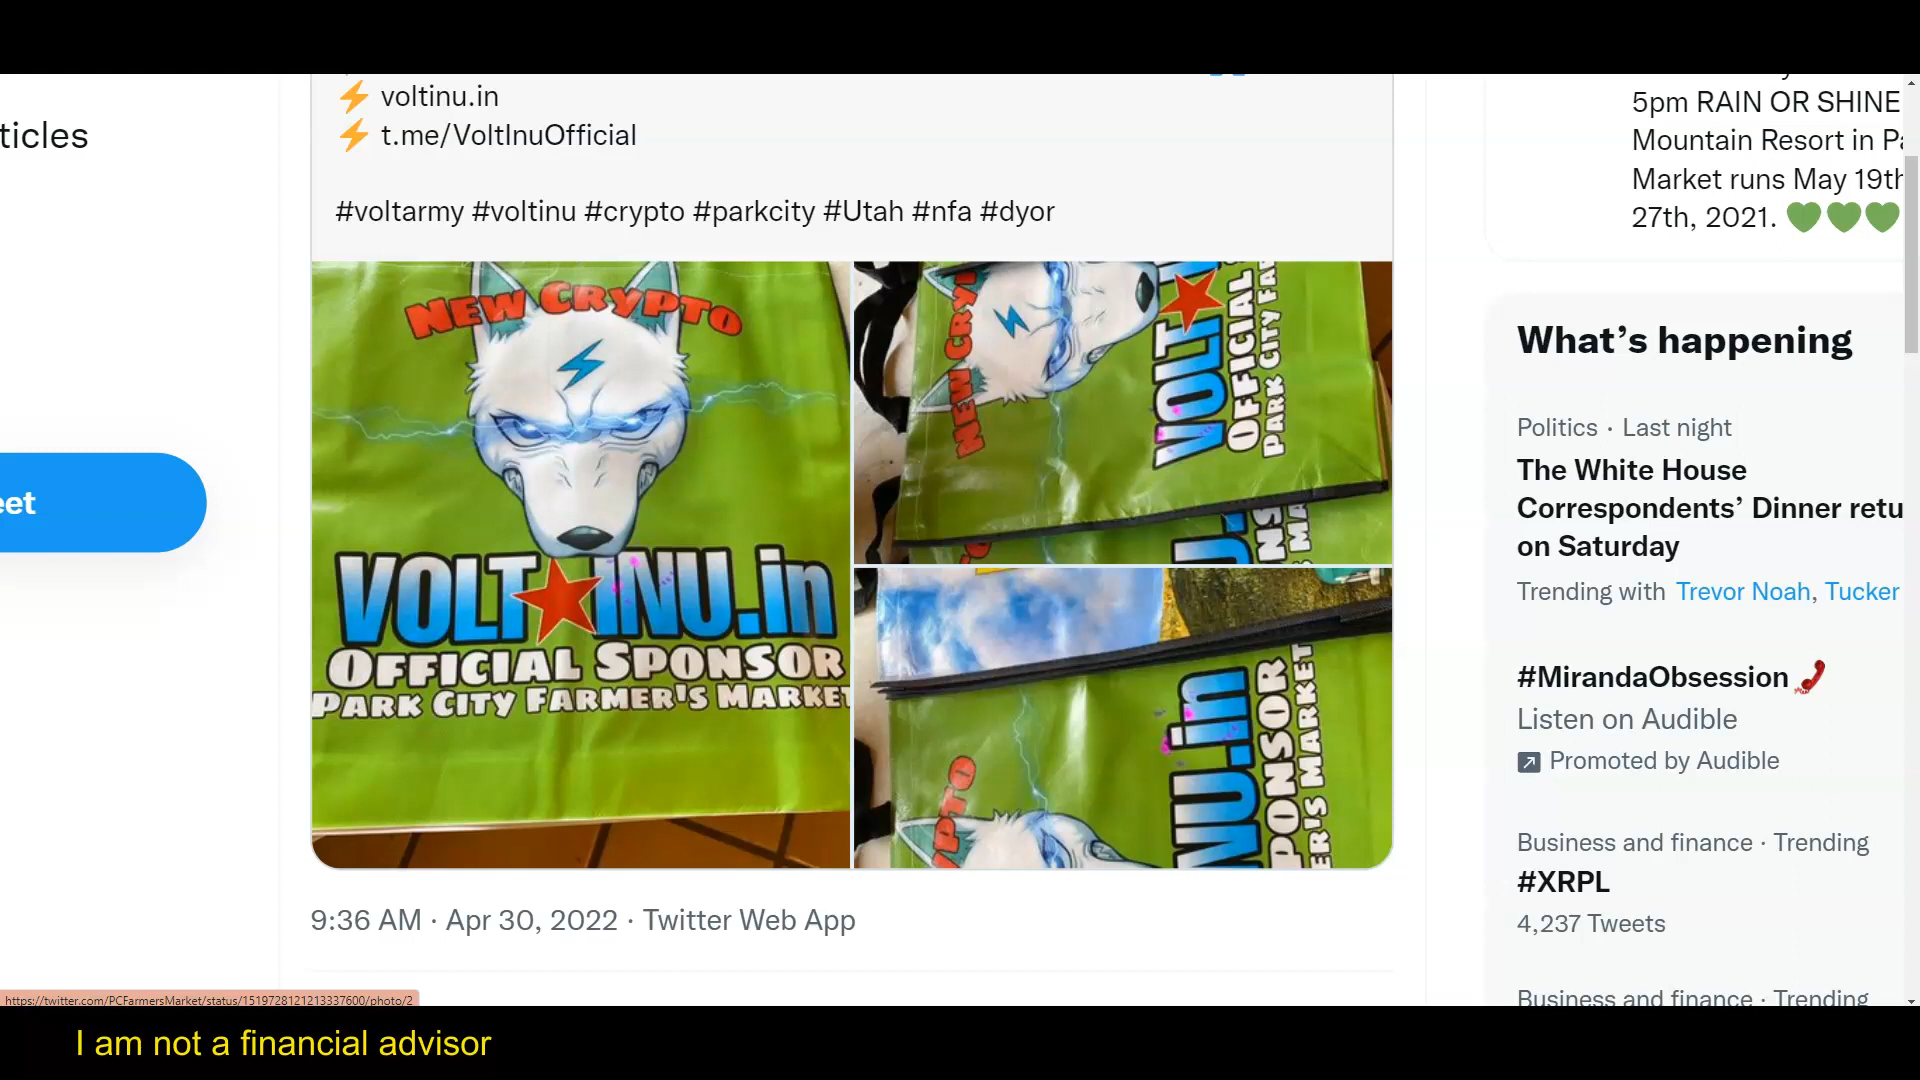 voltinu.in
t.me/VoltInuOfficial
#voltarmy #voltinu #crypto #parkcity #Utah #nfa #dyor
ticles
eet
NEW CRYPTO
VOLT INU.in
OFFICIAL SPONSOR
PARK CITY FARMER'S MARKET
NEW CRY
VOLT
OFFICIAL
PARK CITY FA
NU.in
PONSOR
ER'S MARKET
YPTO
9:36 AM · Apr 30, 2022 · Twitter Web App
5pm RAIN OR SHINE
Mountain Resort in Pa
Market runs May 19th
27th, 2021.
What's happening
Politics · Last night
The White House
Correspondents' Dinner retu
on Saturday
Trending with Trevor Noah, Tucker
#MirandaObsession
Listen on Audible
Promoted by Audible
Business and finance · Trending
#XRPL
4,237 Tweets
Business and finance · Trending
https://twitter.com/PCFarmersMarket/status/1519728121213337600/photo/2
I am not a financial advisor